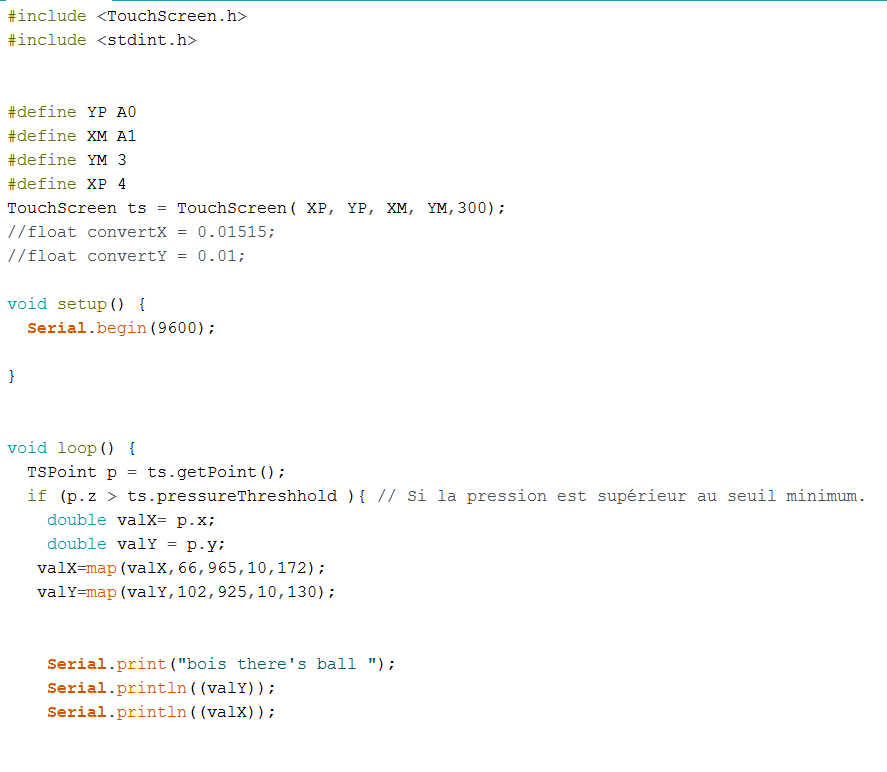 #include <TouchScreen.h>
#include <stdint.h>
#define YP A0
#define XM A1
#define YM 3
#define XP 4
TouchScreen ts = TouchScreen( XP, YP, XM, YM,300);
//float convertX = 0.01515;
//float convertY = 0.01;
void setup() {
Serial.begin(9600);
}
void loop() {
TSPoint p = ts.getPoint();
if (p.z > ts.pressureThreshhold ){ // Si la pression est supérieur au seuil minimum.
double valX= p.x;
double valY = p.y;
valX=map(valX,66,965,10,172);
valY=map(valY,102,925,10,130);
Serial.print("bois there's ball ");
Serial.println((valY));
Serial.println((valX));